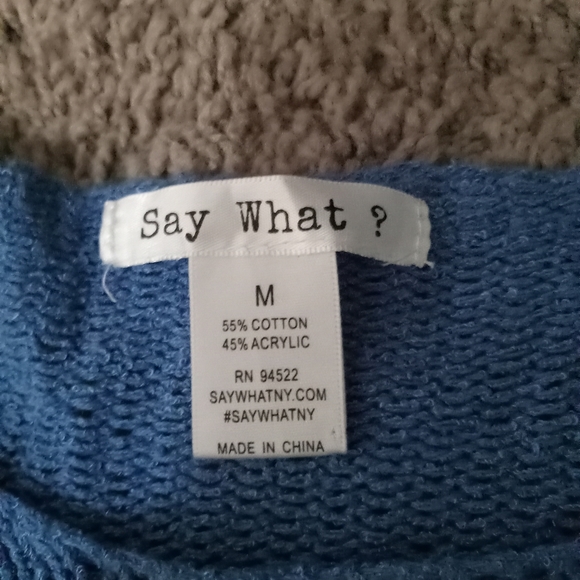 Say What ?
M
55% COTTON
45% ACRYLIC
RN 94522
SAYWHATNY.COM
#SAYWHATNY
MADE IN CHINA